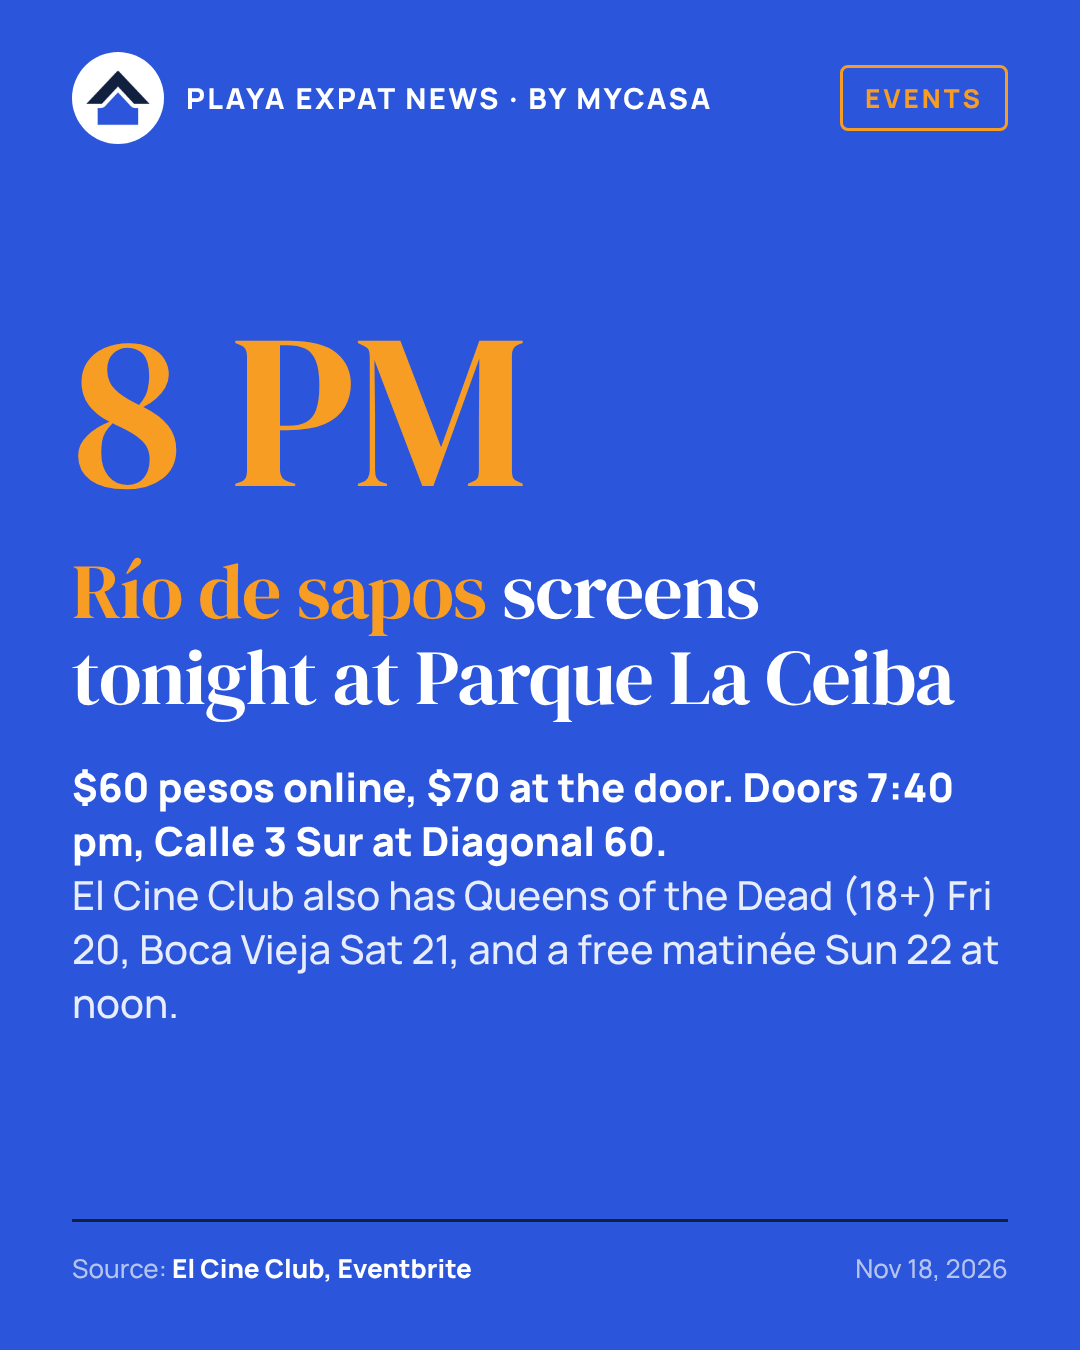 PLAYA EXPAT NEWS · BY MYCASA
EVENTS
8 PM
Río de sapos screens
tonight at Parque La Ceiba
$60 pesos online, $70 at the door. Doors 7:40
pm, Calle 3 Sur at Diagonal 60.
El Cine Club also has Queens of the Dead (18+) Fri
20, Boca Vieja Sat 21, and a free matinée Sun 22 at
noon.
Source: El Cine Club, Eventbrite
Nov 18, 2026